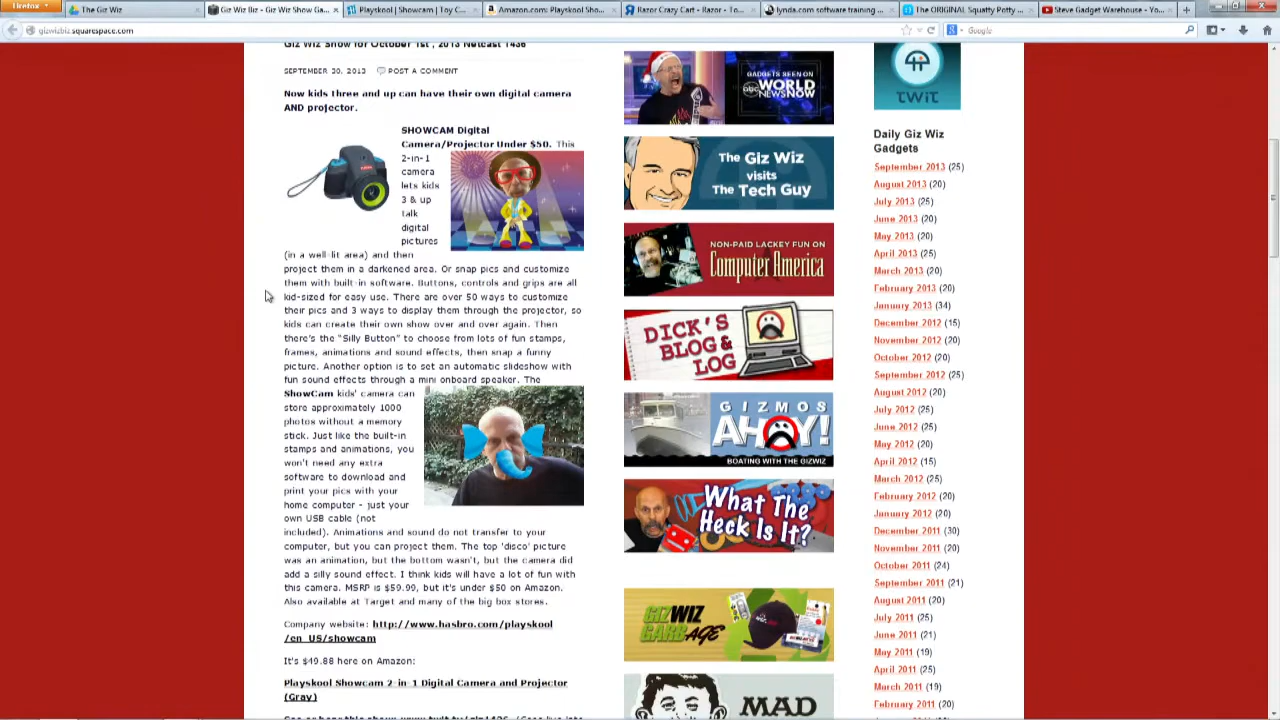 Firefox
The Giz Wiz
Giz Wiz Biz - Giz Wiz Show Ga...
Playskool | Showcam | Toy C...
Amazon.com: Playskool Sho...
Razor Crazy Cart - Razor - To...
lynda.com software training ...
The ORIGINAL Squatty Potty ...
Steve Gadget Warehouse - Yo...
gizwizbiz.squarespace.com
Google
Giz Wiz Show for October 1st , 2013 Netcast 1436
SEPTEMBER 30, 2013 POST A COMMENT
Now kids three and up can have their own digital camera
AND projector.
SHOWCAM Digital
Camera/Projector Under $50. This
2-in-1
camera
lets kids
3 & up
talk
digital
pictures
(in a well-lit area) and then
project them in a darkened area. Or snap pics and customize
them with built-in software. Buttons, controls and grips are all
kid-sized for easy use. There are over 50 ways to customize
their pics and 3 ways to display them through the projector, so
kids can create their own show over and over again. Then
there's the "Silly Button" to choose from lots of fun stamps,
frames, animations and sound effects, then snap a funny
picture. Another option is to set an automatic slideshow with
fun sound effects through a mini onboard speaker. The
ShowCam kids' camera can
store approximately 1000
photos without a memory
stick. Just like the built-in
stamps and animations, you
won't need any extra
software to download and
print your pics with your
home computer - just your
own USB cable (not
included). Animations and sound do not transfer to your
computer, but you can project them. The top 'disco' picture
was an animation, but the bottom wasn't, but the camera did
add a silly sound effect. I think kids will have a lot of fun with
this camera. MSRP is $59.99, but it's under $50 on Amazon.
Also available at Target and many of the big box stores.
Company website: http://www.hasbro.com/playskool
/en_US/showcam
It's $49.88 here on Amazon:
Playskool Showcam 2-in-1 Digital Camera and Projector
(Gray)
GADGETS SEEN ON
abc WORLD
NEWS NOW
The Giz Wiz
visits
The Tech Guy
NON-PAID LACKEY FUN ON
Computer America
DICK'S
BLOG &
LOG
GIZMOS
AHOY!
BOATING WITH THE GIZWIZ
What The
Heck Is It?
GIZWIZ
GARBAGE
MAD
TWiT
Daily Giz Wiz
Gadgets
September 2013 (25)
August 2013 (20)
July 2013 (25)
June 2013 (20)
May 2013 (20)
April 2013 (25)
March 2013 (20)
February 2013 (20)
January 2013 (34)
December 2012 (15)
November 2012 (20)
October 2012 (20)
September 2012 (25)
August 2012 (20)
July 2012 (25)
June 2012 (25)
May 2012 (20)
April 2012 (15)
March 2012 (25)
February 2012 (20)
January 2012 (20)
December 2011 (30)
November 2011 (20)
October 2011 (24)
September 2011 (21)
August 2011 (20)
July 2011 (25)
June 2011 (21)
May 2011 (19)
April 2011 (25)
March 2011 (19)
February 2011 (20)